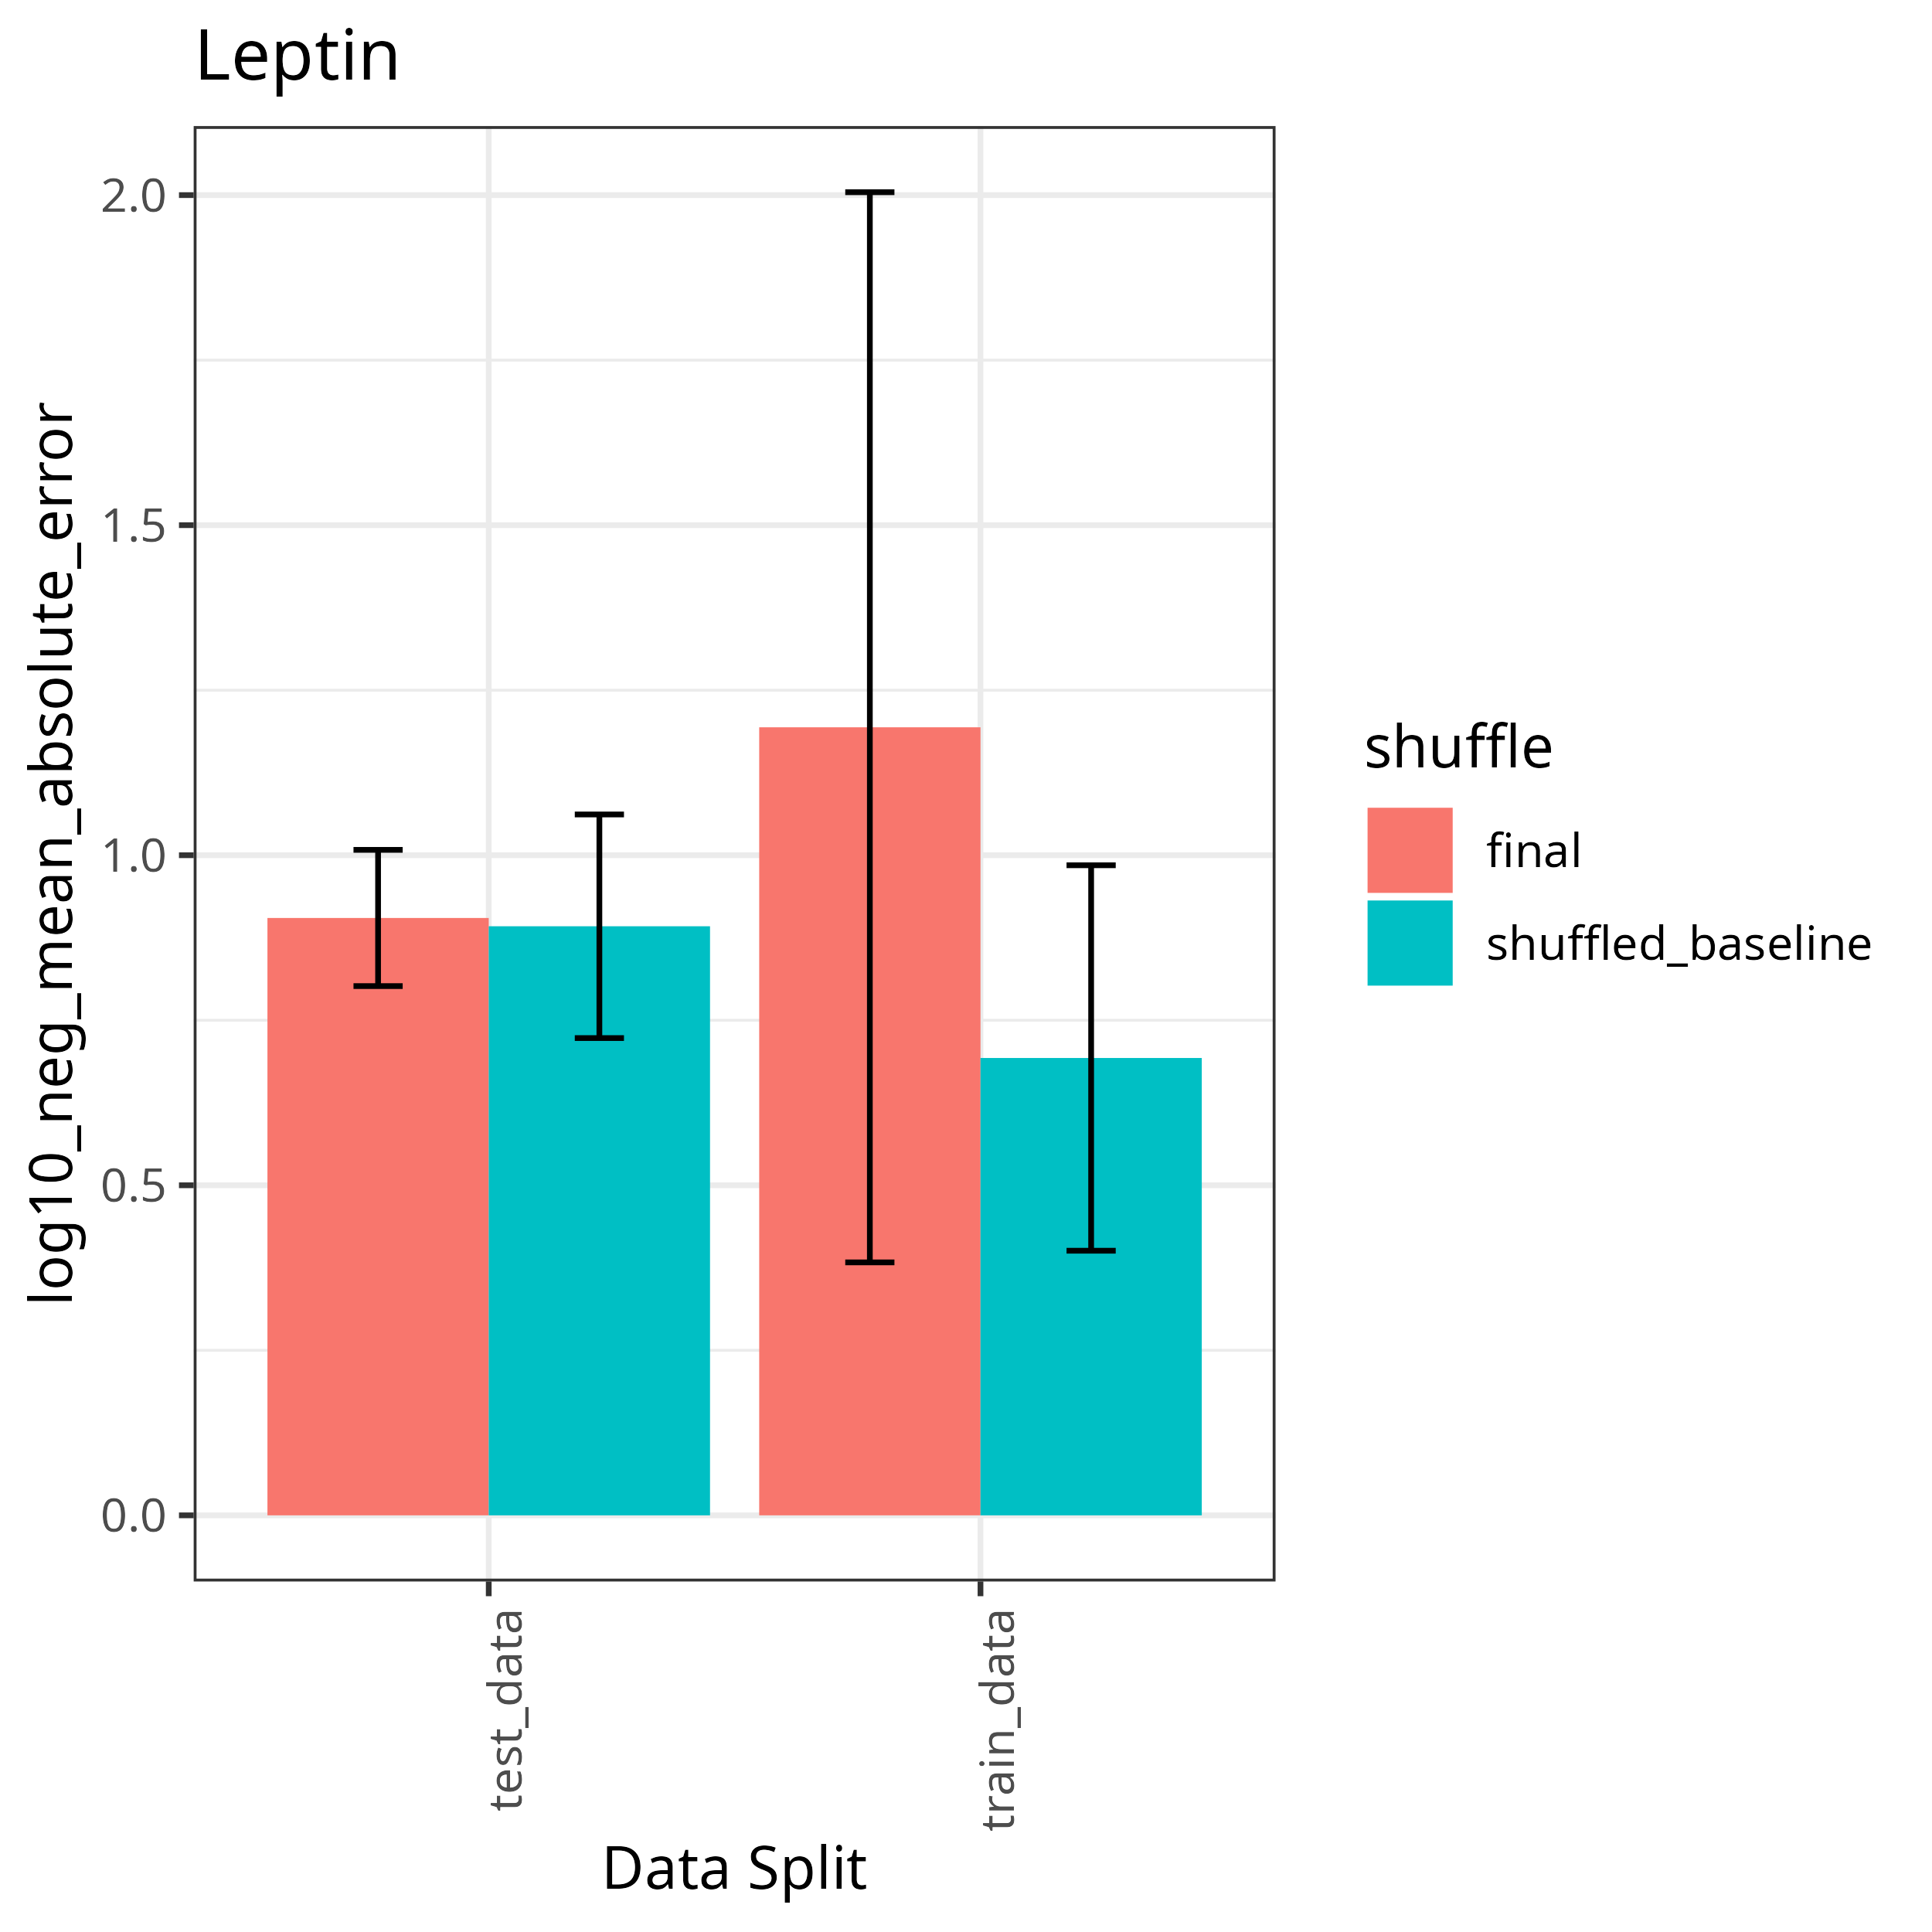 Leptin
log10_neg_mean_absolute_error
2.0
1.5
1.0
0.5
0.0
test_data
train_data
Data Split
shuffle
final
shuffled_baseline